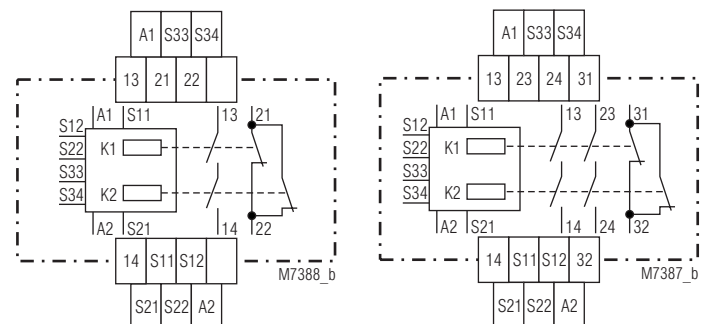 A1 S33 S34
13 21 22
A1 S11
13 21
S12
S22
S33
S34
K1
K2
A2 S21
14 22
14 S11 S12
M7388_b
S21 S22 A2
A1 S33 S34
13 23 24 31
A1 S11
13 23 31
S12
S22
S33
S34
K1
K2
A2 S21
14 24 32
14 S11 S12 32
M7387_b
S21 S22 A2